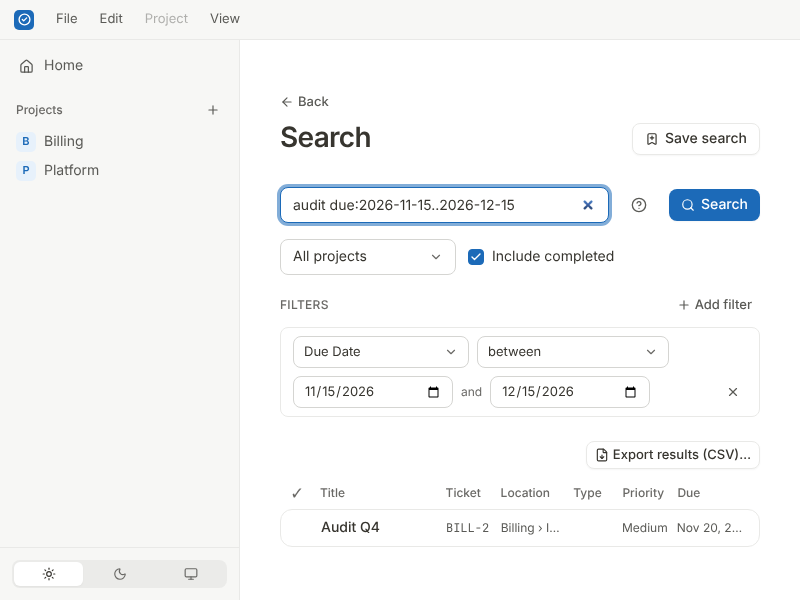 File Edit Project View
Home
Projects
B Billing
P Platform
Back
Search
Save search
audit due:2026-11-15..2026-12-15
Search
All projects
Include completed
FILTERS
Add filter
Due Date
between
11/15/2026
and
12/15/2026
Export results (CSV)...
✓ Title Ticket Location Type Priority Due
Audit Q4 BILL-2 Billing › I... Medium Nov 20, 2...